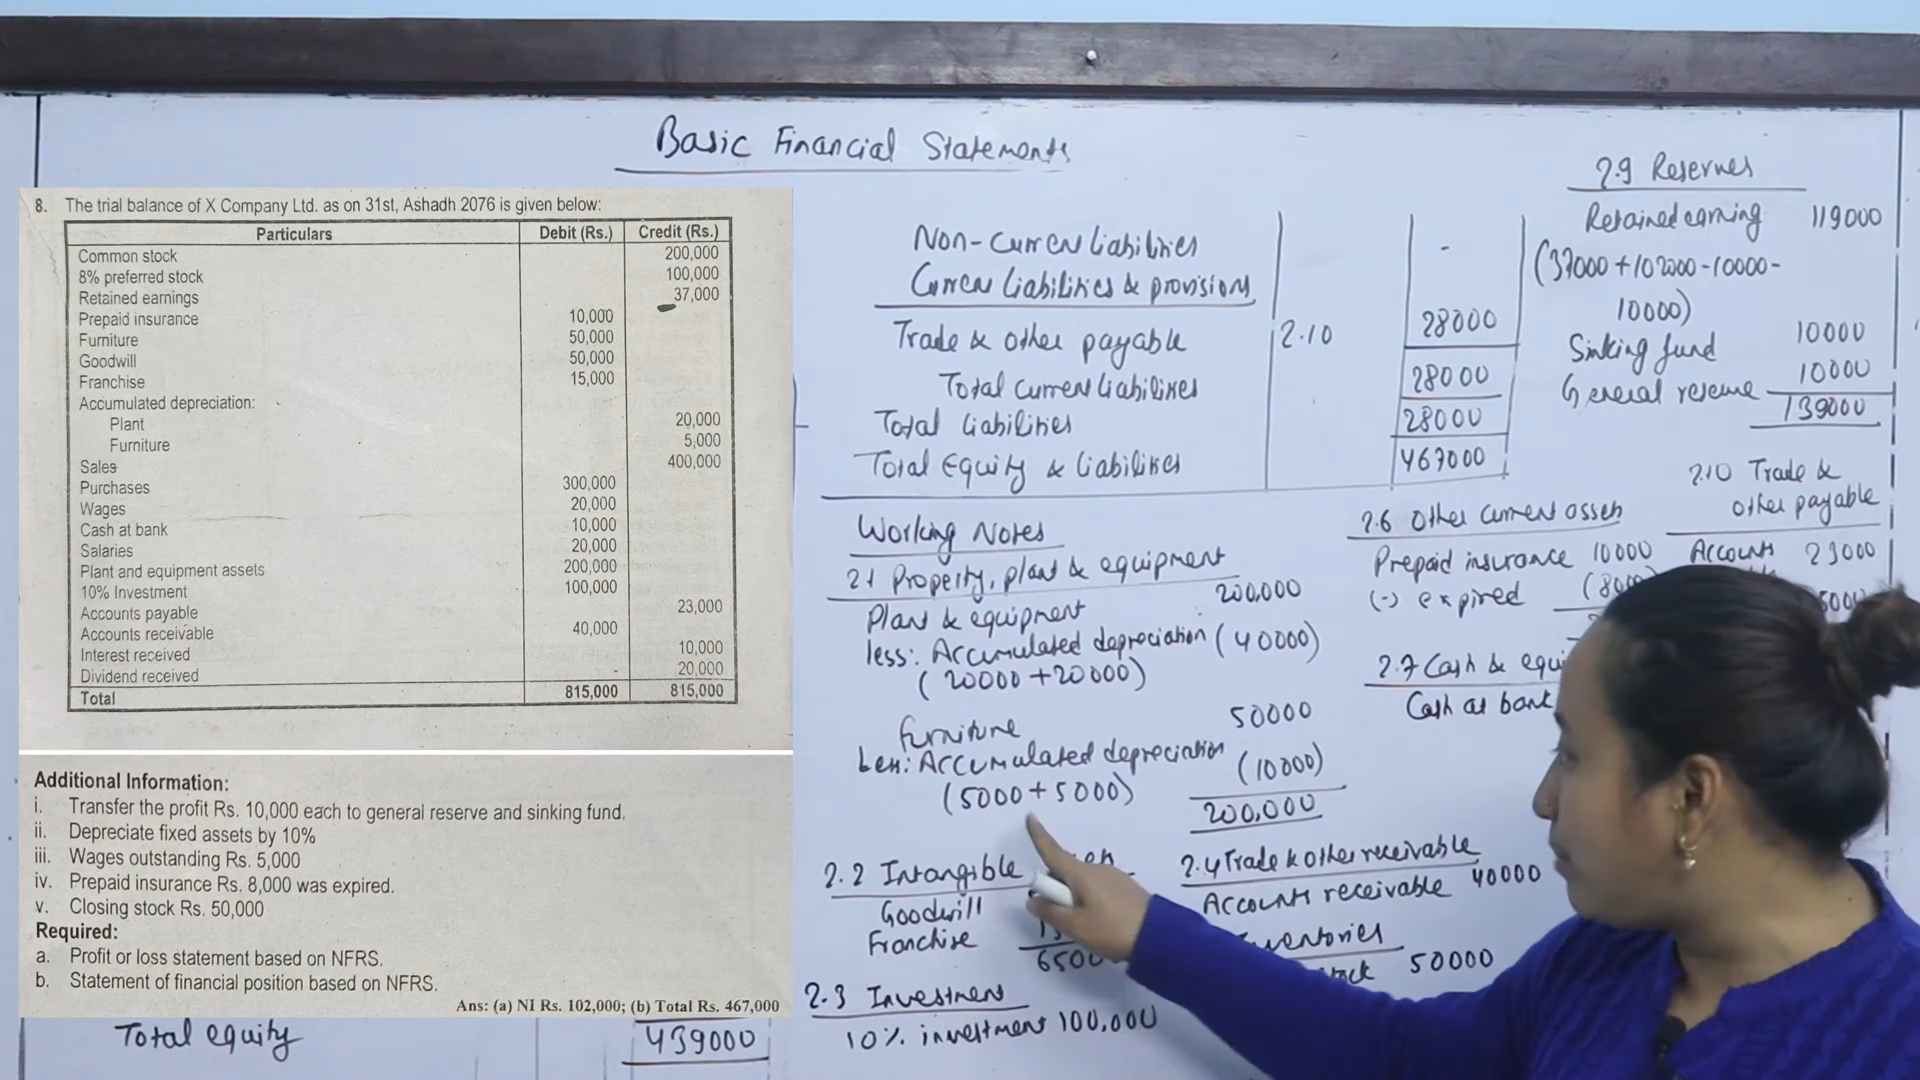 Basic Financial Statements
8. The trial balance of X Company Ltd. as on 31st, Ashadh 2076 is given below:
Particulars Debit (Rs.) Credit (Rs.)
Common stock 200,000
8% preferred stock 100,000
Retained earnings 37,000
Prepaid insurance 10,000
Furniture 50,000
Goodwill 50,000
Franchise 15,000
Accumulated depreciation:
Plant 20,000
Furniture 5,000
Sales 400,000
Purchases 300,000
Wages 20,000
Cash at bank 10,000
Salaries 20,000
Plant and equipment assets 200,000
10% Investment 100,000
Accounts payable 23,000
Accounts receivable 40,000
Interest received 10,000
Dividend received - 20,000
Total 815,000 815,000
Additional Information:
i. Transfer the profit Rs. 10,000 each to general reserve and sinking fund.
ii. Depreciate fixed assets by 10%
iii. Wages outstanding Rs. 5,000
iv. Prepaid insurance Rs. 8,000 was expired.
v. Closing stock Rs. 50,000
Required:
a. Profit or loss statement based on NFRS.
b. Statement of financial position based on NFRS.
Ans: (a) NI Rs. 102,000; (b) Total Rs. 467,000
Total equity 439000
Non-Current liabilities -
Current liabilities & provisions
Trade & other payable 2.10 28000
Total current liabilities 28000
Total liabilities 28000
Total Equity & liabilities 467000
Working Notes
2.1 Property, plant & equipment
Plant & equipment 200,000
less: Accumulated depreciation (40000)
(20000+20000)
Furniture 50000
Less: Accumulated depreciation (10000)
(5000+5000)
200,000
2.2 Intangible
Goodwill
Franchise
2.3 Investment
10% investment 100,000
2.4 Trade & other receivable
Accounts receivable 40000
50000
2.6 Other current assets
Prepaid insurance 10000
(-) expired
2.7 Cash &
Cash at bank
2.9 Reserves
Retained earning 119000
(37000+102000-10000-
10000)
Sinking fund 10000
General reserve 10000
139000
2.10 Trade &
other payable
Accounts 23000